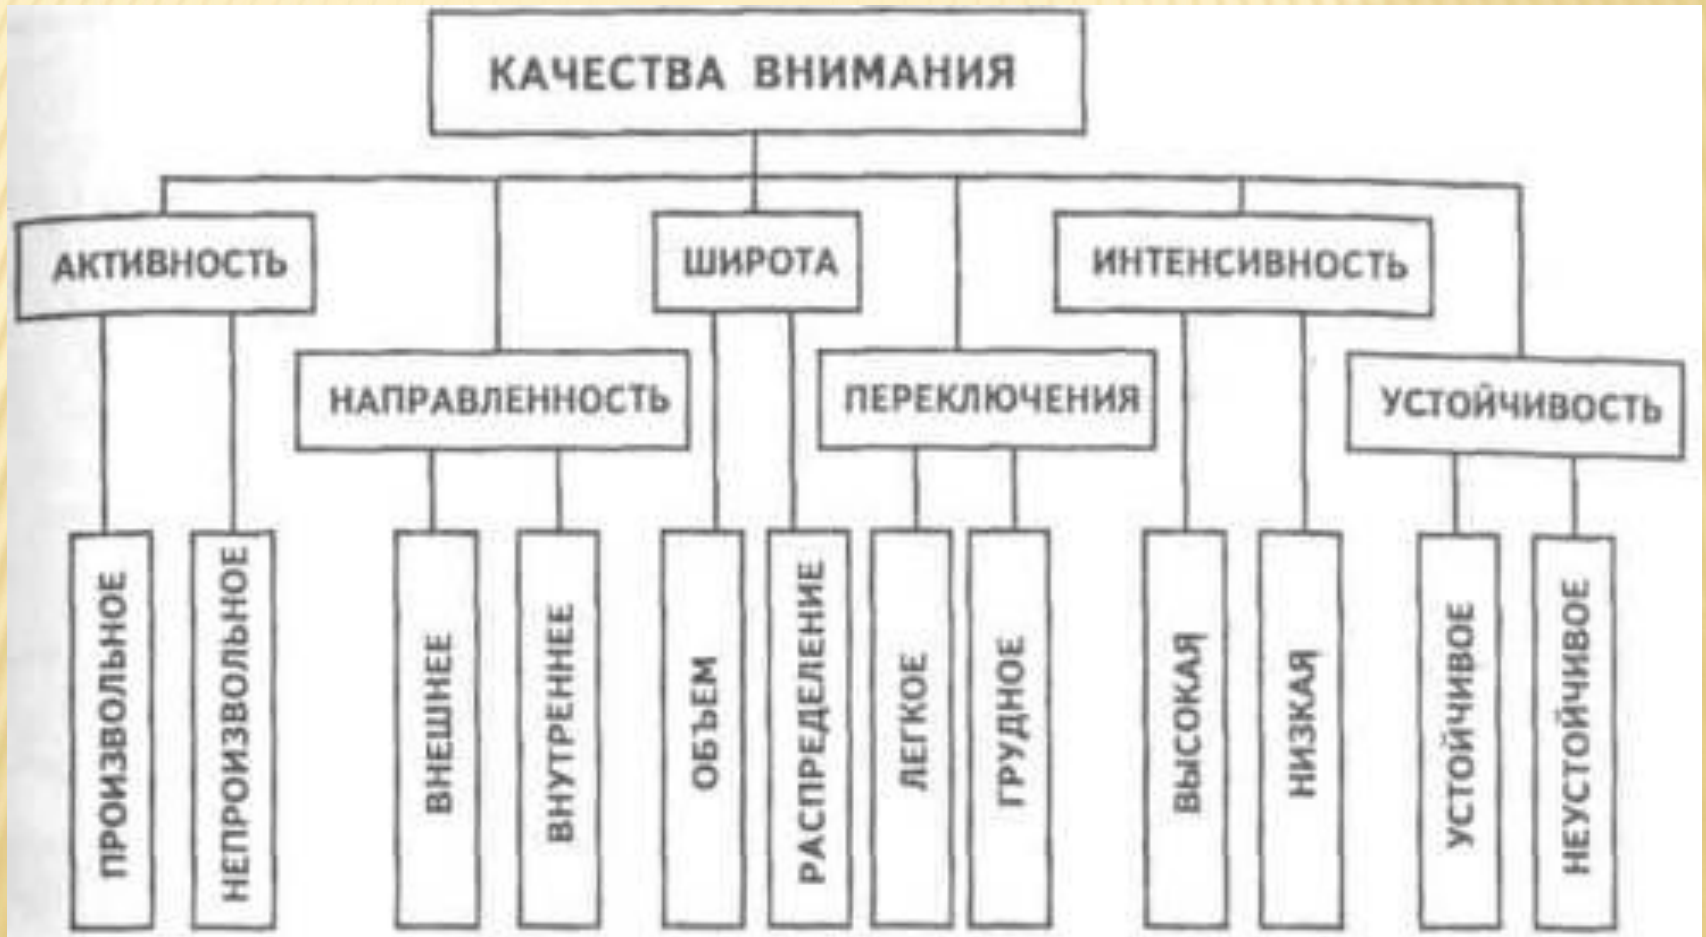 КАЧЕСТВА ВНИМАНИЯ
АКТИВНОСТЬ
ШИРОТА
ИНТЕНСИВНОСТЬ
НАПРАВЛЕННОСТЬ
ПЕРЕКЛЮЧЕНИЯ
УСТОЙЧИВОСТЬ
ПРОИЗВОЛЬНОЕ
НЕПРОИЗВОЛЬНОЕ
ВНЕШНЕЕ
ВНУТРЕННЕЕ
ОБЪЕМ
РАСПРЕДЕЛЕНИЕ
ЛЕГКОЕ
ГРУДНОЕ
ВЫСОКАЯ
НИЗКАЯ
УСТОЙЧИВОЕ
НЕУСТОЙЧИВОЕ